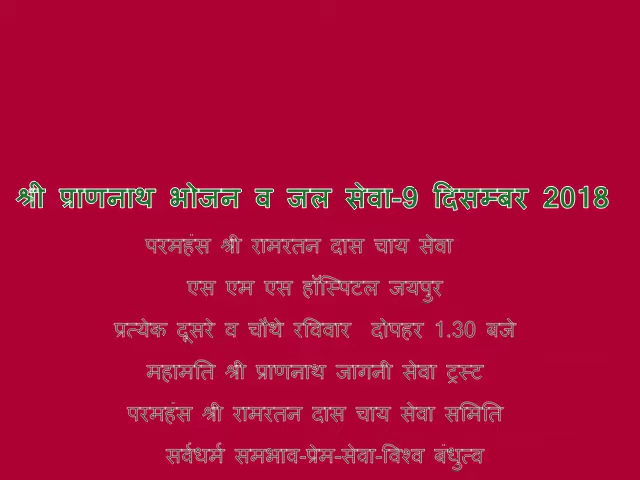 श्री प्राणनाथ भोजन व जल सेवा-9 दिसम्बर 2018
परमहंस श्री रामरतन दास चाय सेवा
एस एम एस हॉस्पिटल जयपुर
प्रत्येक दूसरे व चौथे रविवार दोपहर 1.30 बजे
महामति श्री प्राणनाथ जागनी सेवा ट्रस्ट
परमहंस श्री रामरतन दास चाय सेवा समिति
सर्वधर्म समभाव-प्रेम-सेवा-विश्व बंधुत्व